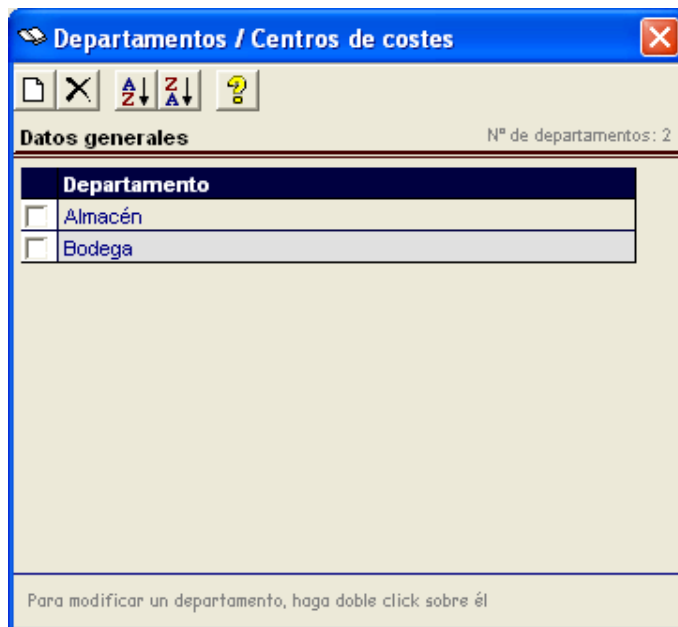 Departamentos / Centros de costes
Datos generales
Nº de departamentos: 2
Departamento
Almacén
Bodega
Para modificar un departamento, haga doble click sobre él